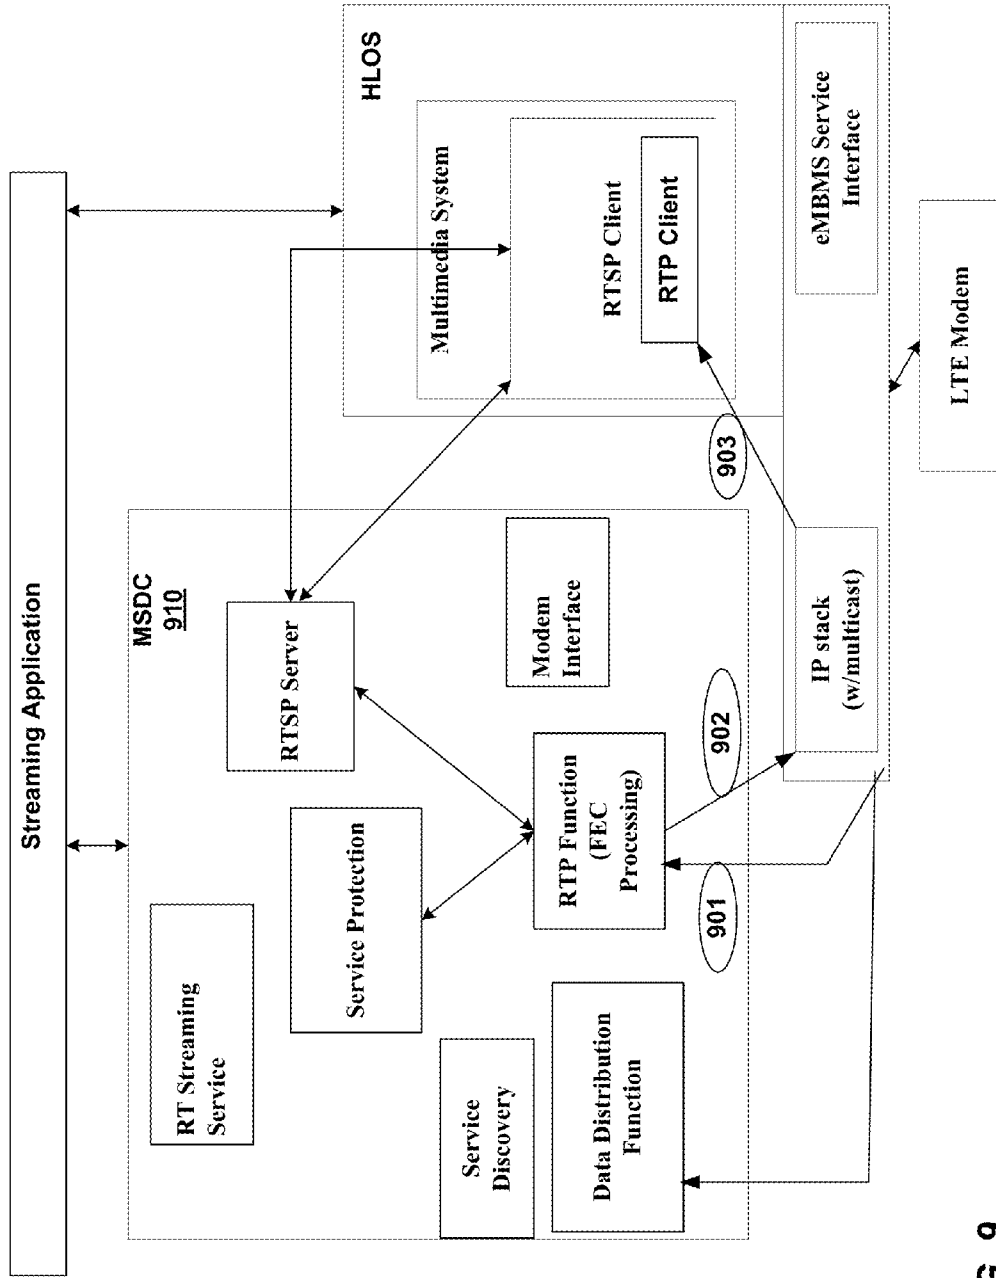 Streaming Application
MSDC
910
RT Streaming
Service
Service Protection
RTSP Server
Service
Discovery
Data Distribution
Function
RTP Function
(FEC
Processing)
Modem
Interface
901
902
903
HLOS
Multimedia System
RTSP Client
RTP Client
IP stack
(w/multicast)
eMBMS Service
Interface
LTE Modem